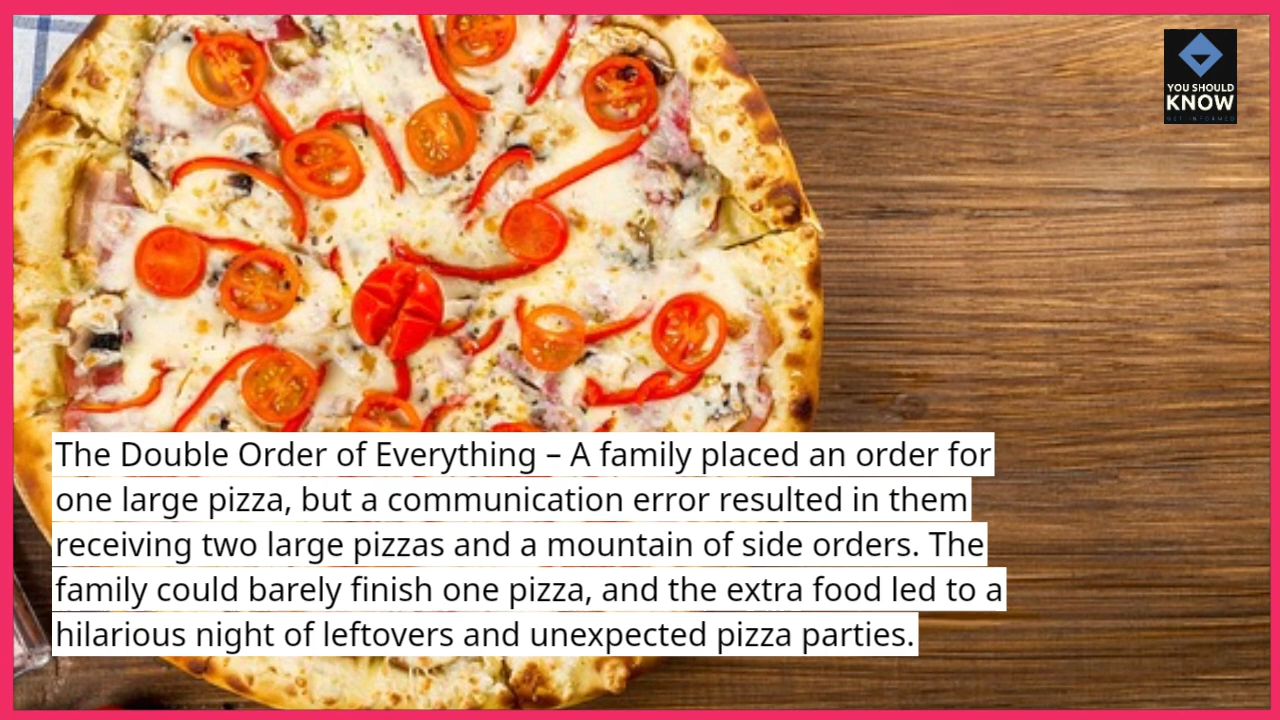 YOU SHOULD
KNOW
GET INFORMED
The Double Order of Everything – A family placed an order for
one large pizza, but a communication error resulted in them
receiving two large pizzas and a mountain of side orders. The
family could barely finish one pizza, and the extra food led to a
hilarious night of leftovers and unexpected pizza parties.